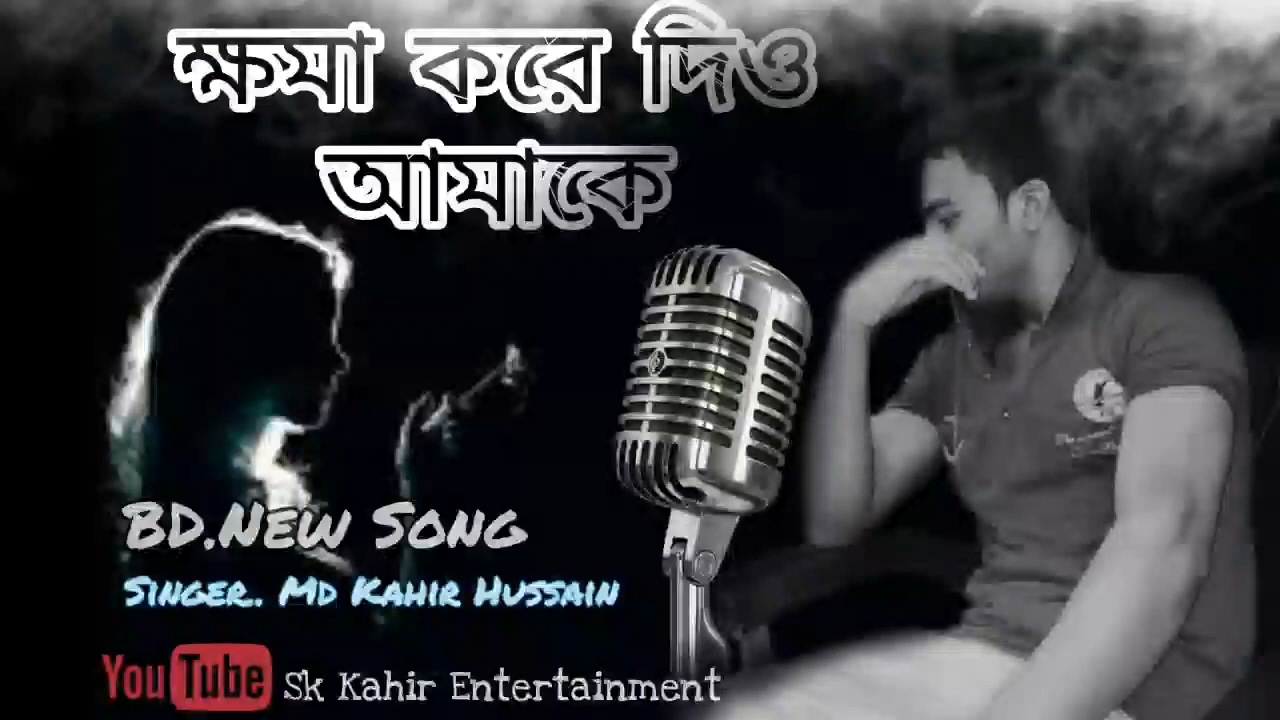 ক্ষমা করে দিও
আমাকে
BD.New Song
Singer. Md Kahir Hussain
YouTube Sk Kahir Entertainment